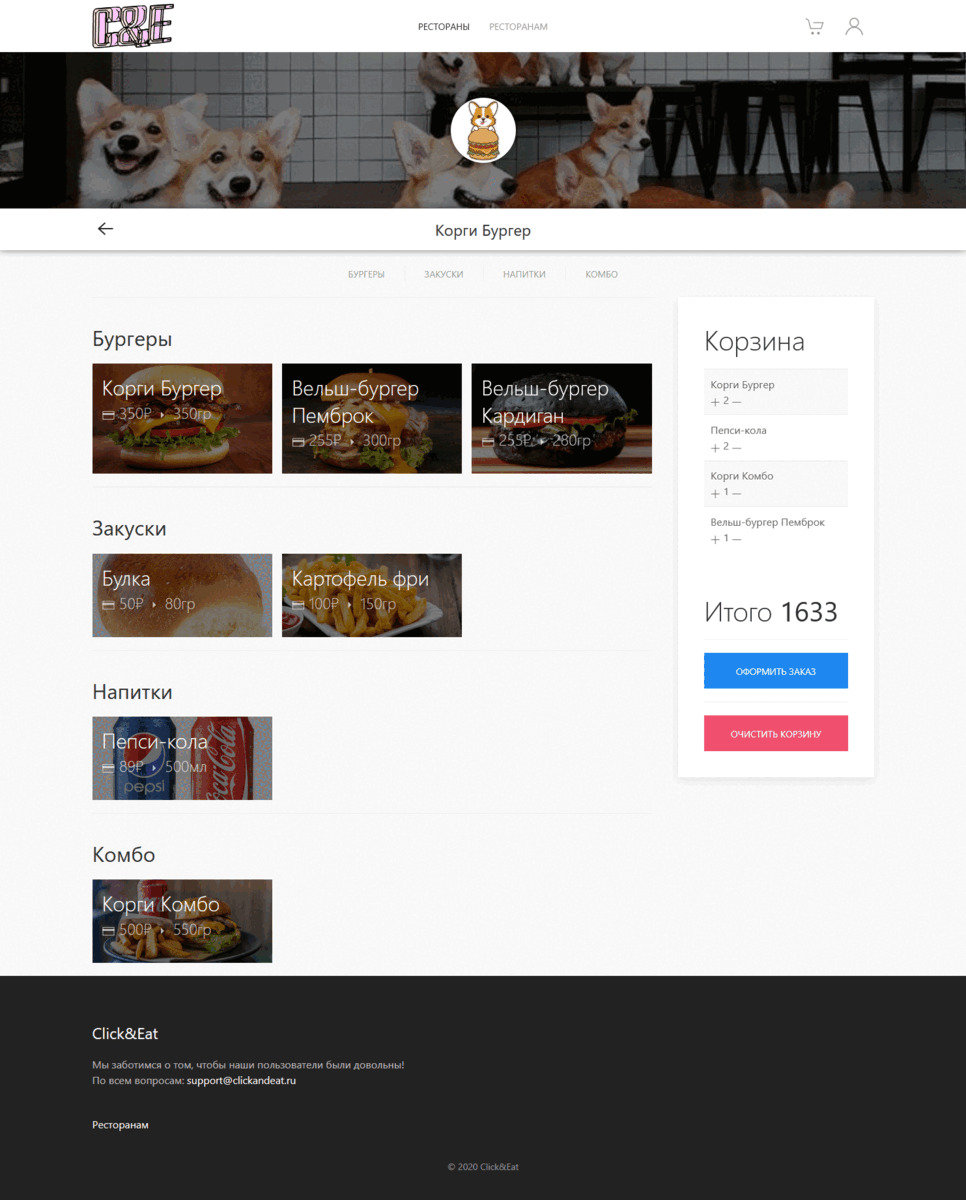 C&E
РЕСТОРАНЫ
РЕСТОРАНАМ
Корги Бургер
БУРГЕРЫ
ЗАКУСКИ
НАПИТКИ
КОМБО
Бургеры
Корги Бургер
350₽ 350гр
Вельш-бургер
Пемброк
255₽ 300гр
Вельш-бургер
Кардиган
255₽ 280гр
Закуски
Булка
50₽ 80гр
Картофель фри
100₽ 150гр
Напитки
Пепси-кола
89₽ 500мл
pepsi
Coca-Cola
Комбо
Корги Комбо
500₽ 550гр
Корзина
Корги Бургер
+ 2 —
Пепси-кола
+ 2 —
Корги Комбо
+ 1 —
Вельш-бургер Пемброк
+ 1 —
Итого 1633
ОФОРМИТЬ ЗАКАЗ
ОЧИСТИТЬ КОРЗИНУ
Click&Eat
Мы заботимся о том, чтобы наши пользователи были довольны!
По всем вопросам: support@clickandeat.ru
Ресторанам
© 2020 Click&Eat